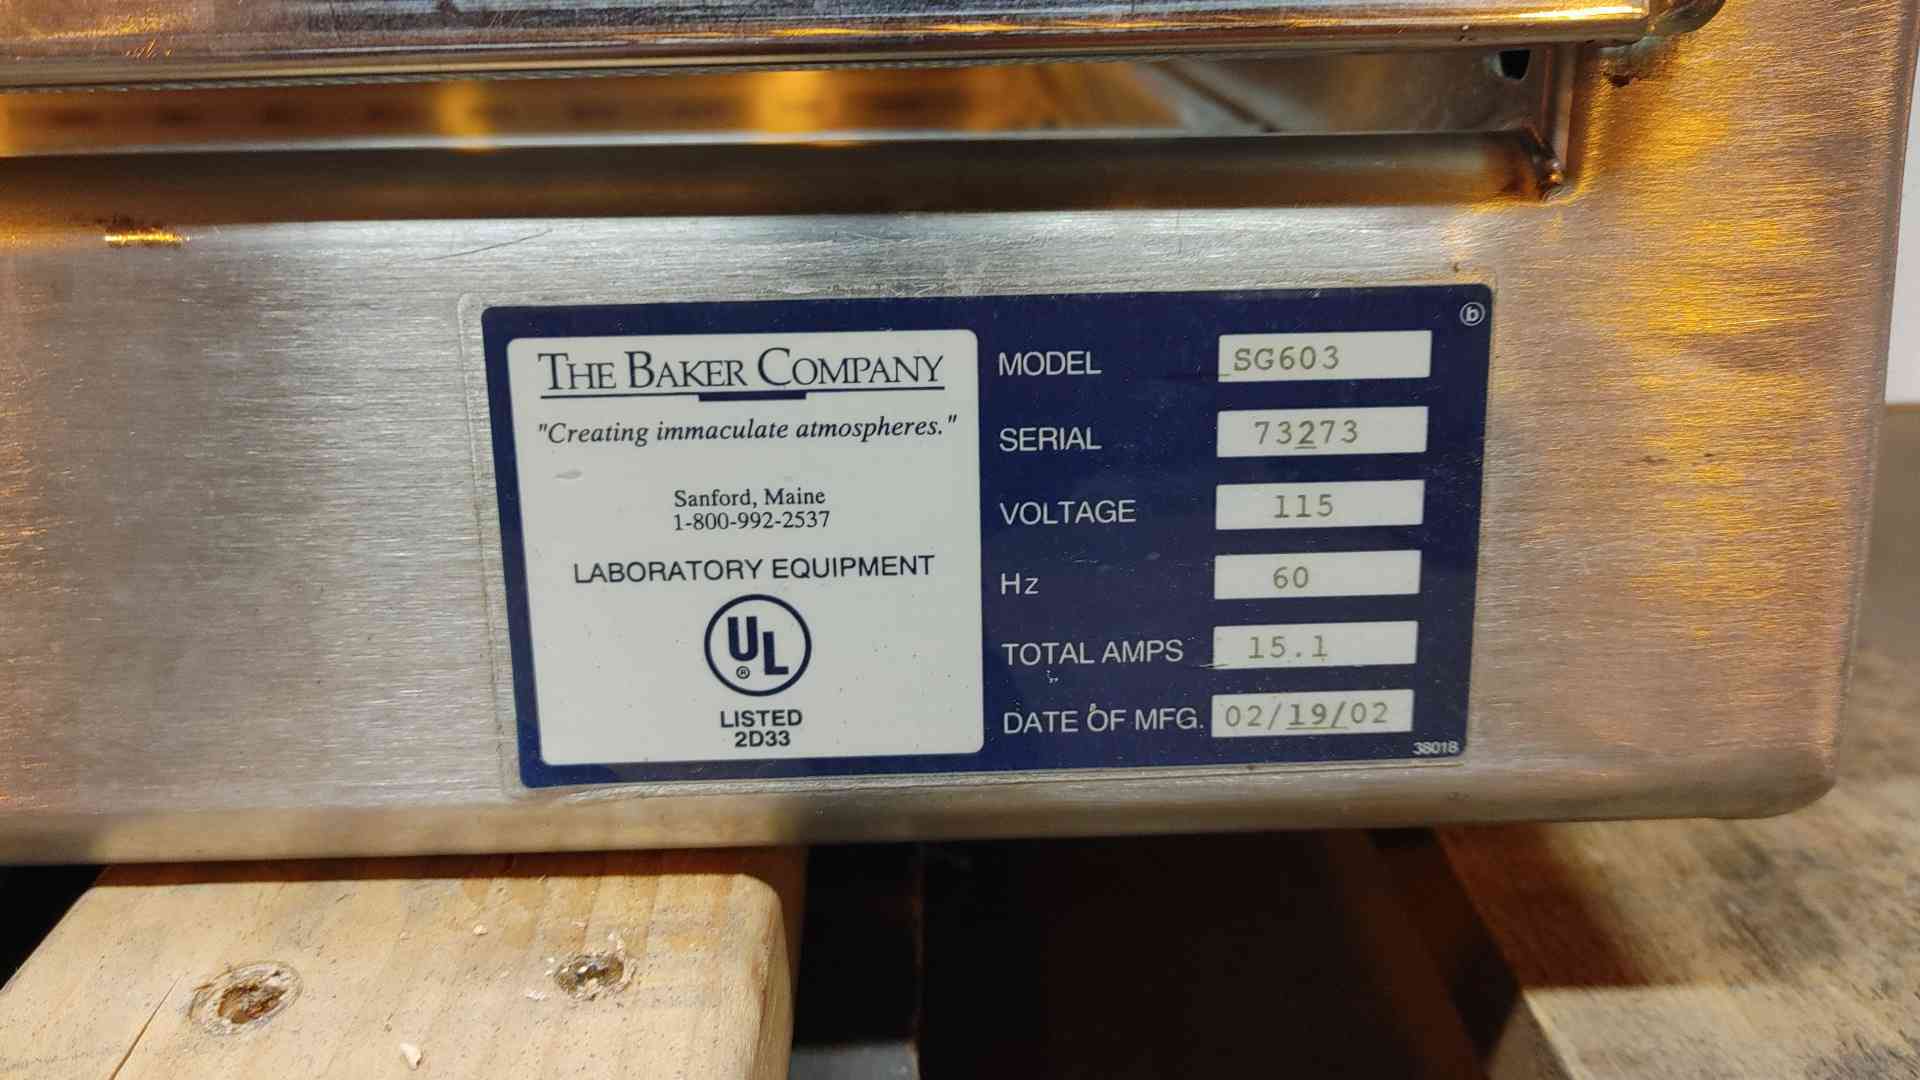 THE BAKER COMPANY
"Creating immaculate atmospheres."
Sanford, Maine
1-800-992-2537
LABORATORY EQUIPMENT
UL
®
LISTED
2D33
b
MODEL SG603
SERIAL 73273
VOLTAGE 115
Hz 60
TOTAL AMPS 15.1
DATE OF MFG. 02/19/02
38018